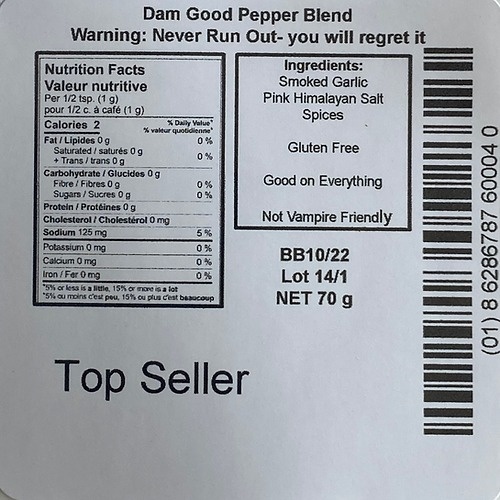 Dam Good Pepper Blend
Warning: Never Run Out- you will regret it
Nutrition Facts
Valeur nutritive
Per 1/2 tsp. (1 g)
pour 1/2 c. à café (1 g)
Calories 2
% Daily Value*
% valeur quotidienne*
Fat / Lipides 0 g 0 %
Saturated / saturés 0 g
+ Trans / trans 0 g 0 %
Carbohydrate / Glucides 0 g
Fibre / Fibres 0 g 0 %
Sugars / Sucres 0 g 0 %
Protein / Protéines 0 g
Cholesterol / Cholestérol 0 mg
Sodium 125 mg 5 %
Potassium 0 mg 0 %
Calcium 0 mg 0 %
Iron / Fer 0 mg 0 %
*5% or less is a little, 15% or more is a lot
*5% ou moins c'est peu, 15% ou plus c'est beaucoup
Ingredients:
Smoked Garlic
Pink Himalayan Salt
Spices
Gluten Free
Good on Everything
Not Vampire Friendly
BB10/22
Lot 14/1
NET 70 g
Top Seller
(01) 8 6286787 60004 0